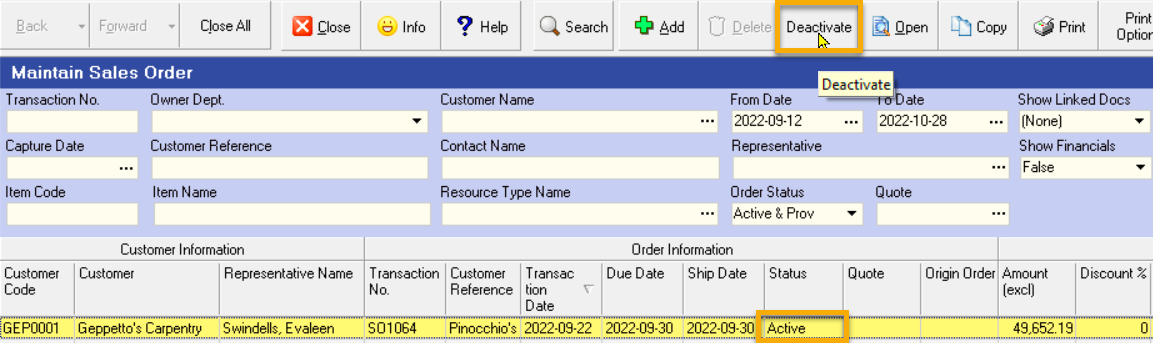 Back Forward Close All Close Info Help Search Add Delete Deactivate Open Copy Print Print
Deactivate
Maintain Sales Order
Transaction No. Owner Dept. Customer Name From Date To Date Show Linked Docs
2022-09-12 2022-10-28 (None)
Capture Date Customer Reference Contact Name Representative Show Financials
False
Item Code Item Name Resource Type Name Order Status Quote
Active & Prov
Customer Information Order Information
Customer Customer Representative Name Transaction Customer Transac Due Date Ship Date Status Quote Origin Order Amount Discount %
Code No. Reference tion (excl)
Date
GEP0001 Geppetto's Carpentry Swindells, Evaleen SO1064 Pinocchio's 2022-09-22 2022-09-30 2022-09-30 Active 49,652.19 0